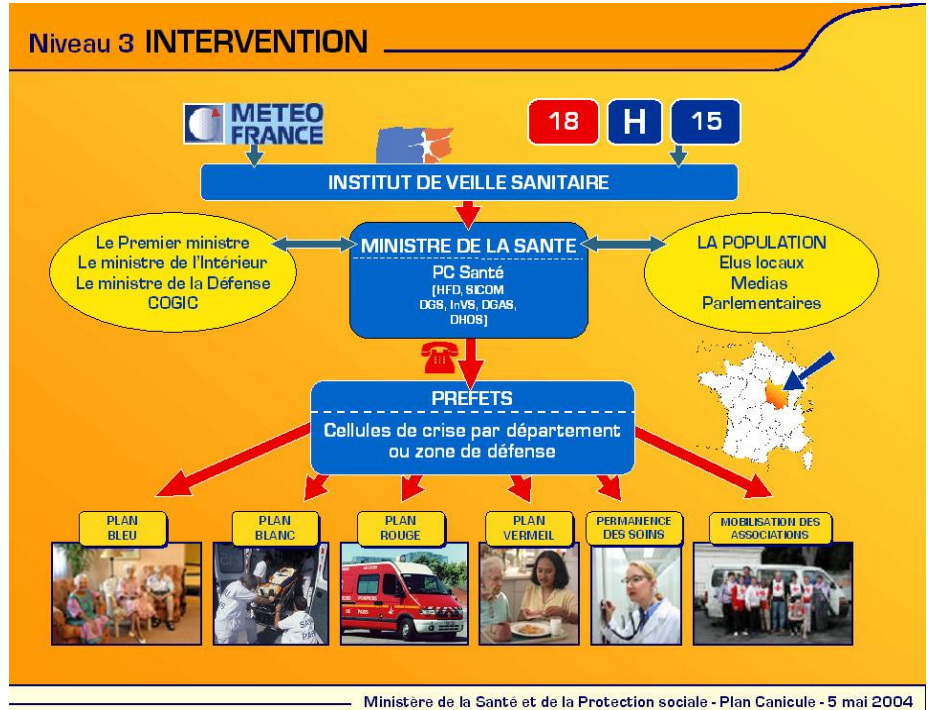 Niveau 3 INTERVENTION
METEO
FRANCE
18 H 15
INSTITUT DE VEILLE SANITAIRE
Le Premier ministre
Le ministre de l'Intérieur
Le ministre de la Défense
COGIC
MINISTRE DE LA SANTE
PC Santé
[HFD, SICOM
DGS, InVS, DGAS,
DHOS]
LA POPULATION
Elus locaux
Medias
Parlementaires
PREFETS
Cellules de crise par département
ou zone de défense
PLAN
BLEU
PLAN
BLANC
PLAN
ROUGE
PLAN
VERMEIL
PERMANENCE
DES SOINS
MOBILISATION DES
ASSOCIATIONS
Ministère de la Santé et de la Protection sociale - Plan Canicule - 5 mai 2004